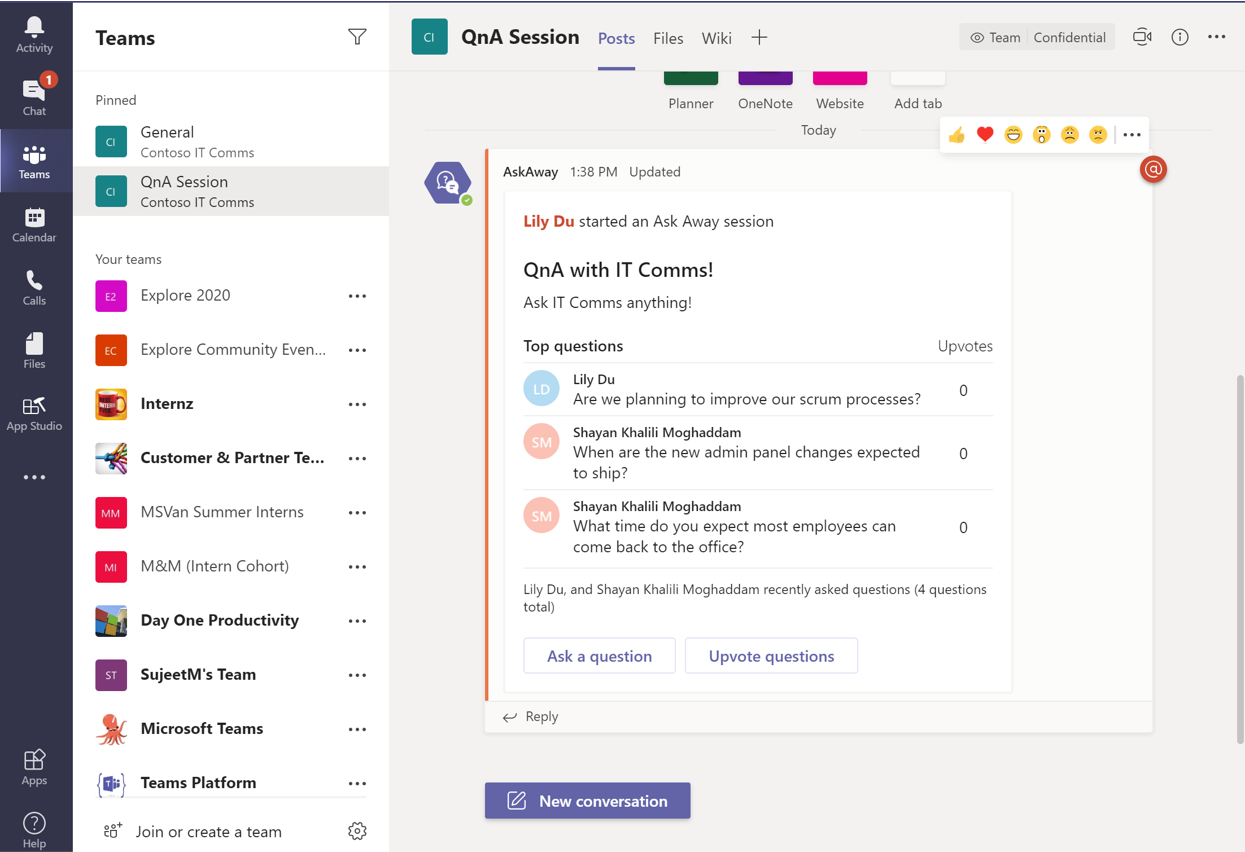 Activity
Chat
1
Teams
Calendar
Calls
Files
App Studio
Apps
Help
Teams
Pinned
CI
General
Contoso IT Comms
CI
QnA Session
Contoso IT Comms
Your teams
E2
Explore 2020
EC
Explore Community Even...
Internz
Customer & Partner Te...
MM
MSVan Summer Interns
MI
M&M (Intern Cohort)
Day One Productivity
ST
SujeetM's Team
Microsoft Teams
Teams Platform
Join or create a team
CI
QnA Session
Posts
Files
Wiki
Team
Confidential
Planner
OneNote
Website
Add tab
Today
@
AskAway 1:38 PM Updated
Lily Du started an Ask Away session
QnA with IT Comms!
Ask IT Comms anything!
Top questions
Upvotes
LD
Lily Du
Are we planning to improve our scrum processes?
0
SM
Shayan Khalili Moghaddam
When are the new admin panel changes expected
to ship?
0
SM
Shayan Khalili Moghaddam
What time do you expect most employees can
come back to the office?
0
Lily Du, and Shayan Khalili Moghaddam recently asked questions (4 questions
total)
Ask a question
Upvote questions
Reply
New conversation